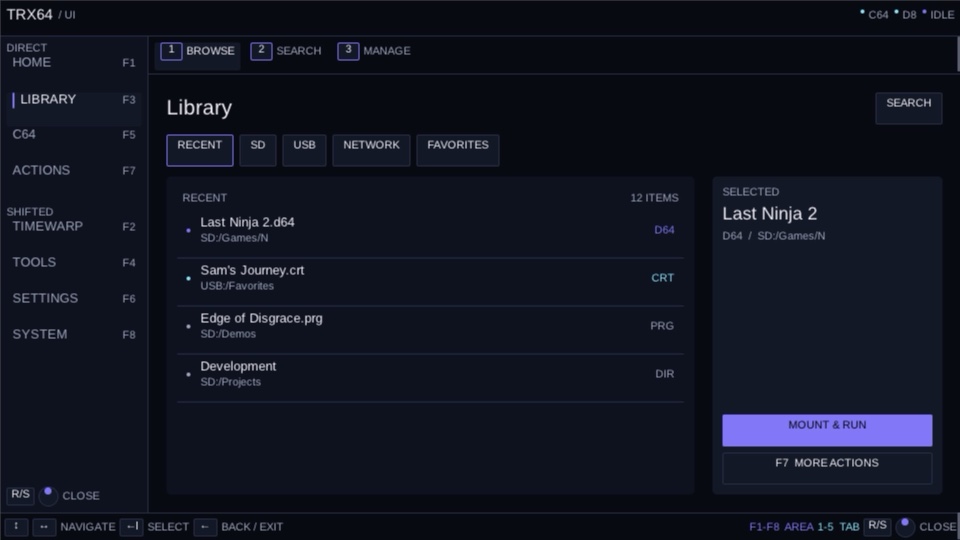 TRX64 / UI
C64 D8 IDLE
DIRECT
HOME F1
LIBRARY F3
C64 F5
ACTIONS F7
SHIFTED
TIMEWARP F2
TOOLS F4
SETTINGS F6
SYSTEM F8
R/S CLOSE
1 BROWSE 2 SEARCH 3 MANAGE
Library
SEARCH
RECENT SD USB NETWORK FAVORITES
RECENT 12 ITEMS
Last Ninja 2.d64
SD:/Games/N
D64
Sam's Journey.crt
USB:/Favorites
CRT
Edge of Disgrace.prg
SD:/Demos
PRG
Development
SD:/Projects
DIR
SELECTED
Last Ninja 2
D64 / SD:/Games/N
MOUNT & RUN
F7 MORE ACTIONS
↕ ↔ NAVIGATE ←I SELECT ← BACK / EXIT
F1-F8 AREA 1-5 TAB R/S CLOSE